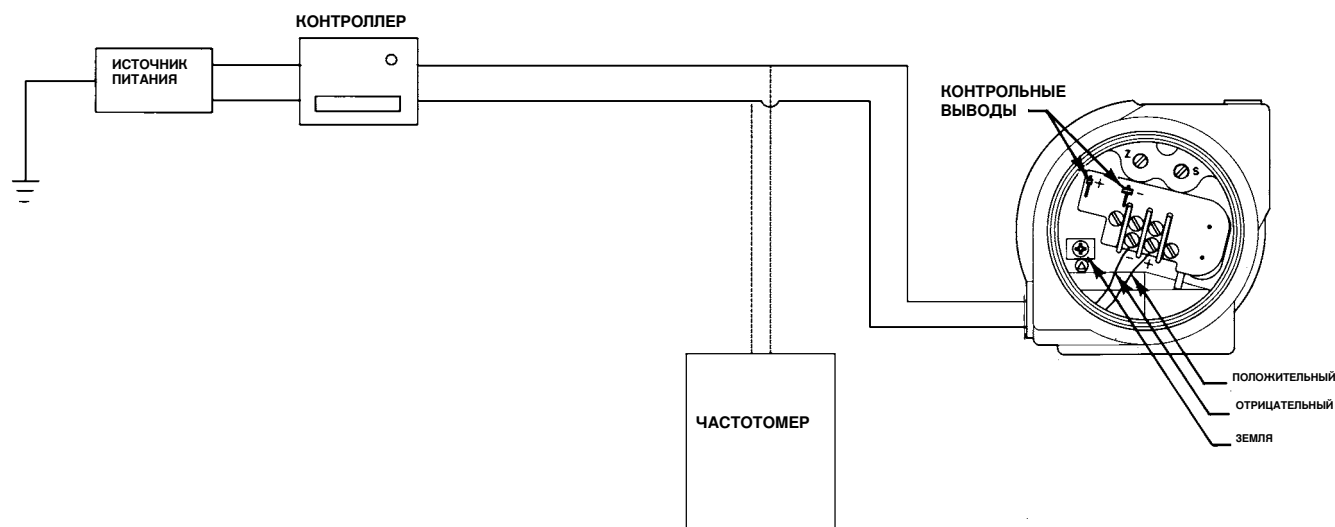 КОНТРОЛЛЕР
ИСТОЧНИК
ПИТАНИЯ
КОНТРОЛЬНЫЕ
ВЫВОДЫ
Z
S
+
-
- +
ПОЛОЖИТЕЛЬНЫЙ
ОТРИЦАТЕЛЬНЫЙ
ЗЕМЛЯ
ЧАСТОТОМЕР